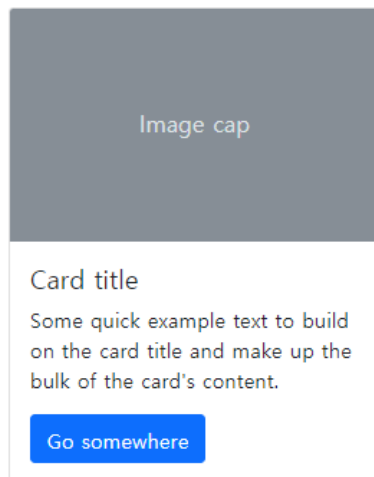 Image cap
Card title
Some quick example text to build
on the card title and make up the
bulk of the card's content.
Go somewhere